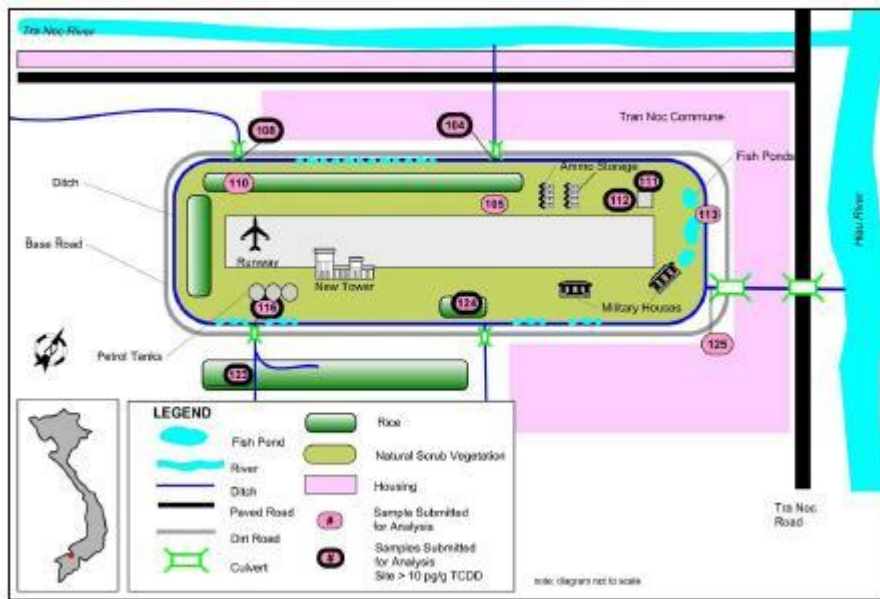 Tra Noc River
Tran Noc Commune
108
104
Ammo Storage
Fish Ponds
Ditch
110
105
112
111
113
Hau River
Base Road
Runway
New Tower
124
Military Houses
116
Petrol Tanks
125
123
LEGEND
Fish Pond
River
Ditch
Paved Road
Dirt Road
Culvert
Rice
Natural Scrub Vegetation
Housing
#
Sample Submitted
for Analysis
#
Samples Submitted
for Analysis
Site > 10 pg/g TCDD
Tra Noc
Road
note: diagram not to scale